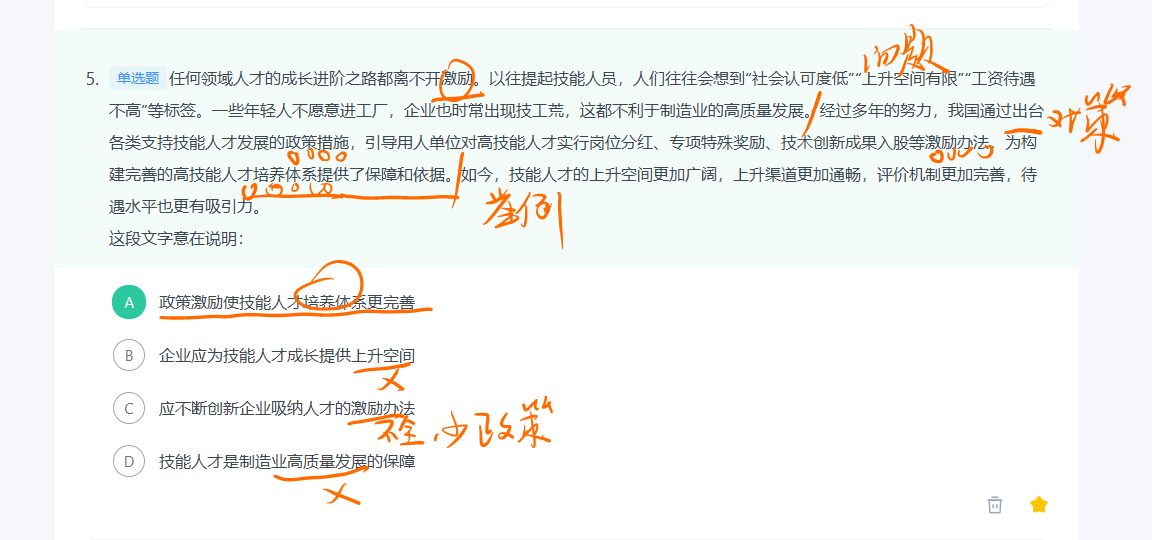 5. 单选题 任何领域人才的成长进阶之路都离不开激励。以往提起技能人员，人们往往会想到“社会认可度低”“上升空间有限”“工资待遇
不高”等标签。一些年轻人不愿意进工厂，企业也时常出现技工荒，这都不利于制造业的高质量发展。经过多年的努力，我国通过出台
各类支持技能人才发展的政策措施，引导用人单位对高技能人才实行岗位分红、专项特殊奖励、技术创新成果入股等激励办法，为构
建完善的高技能人才培养体系提供了保障和依据。如今，技能人才的上升空间更加广阔，上升渠道更加通畅，评价机制更加完善，待
遇水平也更有吸引力。
这段文字意在说明：
问题
对策
举例
A 政策激励使技能人才培养体系更完善
B 企业应为技能人才成长提供上升空间
C 应不断创新企业吸纳人才的激励办法
不全,少政策
D 技能人才是制造业高质量发展的保障